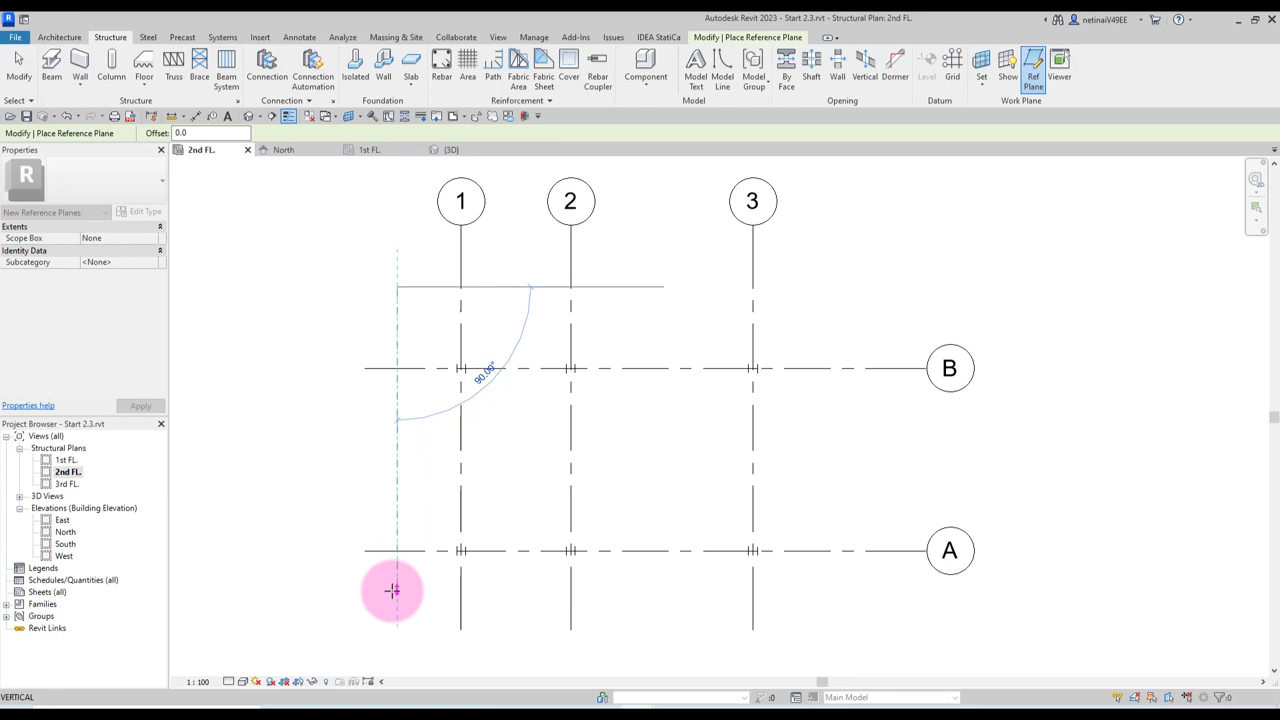 Autodesk Revit 2023 - Start 2.3.rvt - Structural Plan: 2nd FL.
netinaiV49EE
File Architecture Structural Steel Precast Systems Insert Annotate Analyze Massing & Site Collaborate View Manage Add-Ins Issues IDEA StatiCa Modify | Place Reference Plane
Modify Beam Wall Column Floor Truss Brace Beam System Connection Connection Automation Isolated Wall Slab Rebar Area Path Fabric Area Fabric Sheet Cover Rebar Coupler Component Model Text Model Line Model Group By Face Shaft Wall Vertical Dormer Level Grid Set Show Ref Plane Viewer
Select Structure Connection Foundation Reinforcement Model Opening Datum Work Plane
Modify | Place Reference Plane Offset: 0.0
Properties
2nd FL. North 1st FL. (3D)
R
New Reference Planes Edit Type
Extents
Scope Box None
Identity Data
Subcategory <None>
Properties help Apply
Project Browser - Start 2.3.rvt
Views (all)
Structural Plans
1st FL.
2nd FL.
3rd FL.
3D Views
Elevations (Building Elevation)
East
North
South
West
Legends
Schedules/Quantities (all)
Sheets (all)
Families
Groups
Revit Links
1 2 3
90.00°
B
A
1 : 100
VERTICAL
:0 Main Model :0